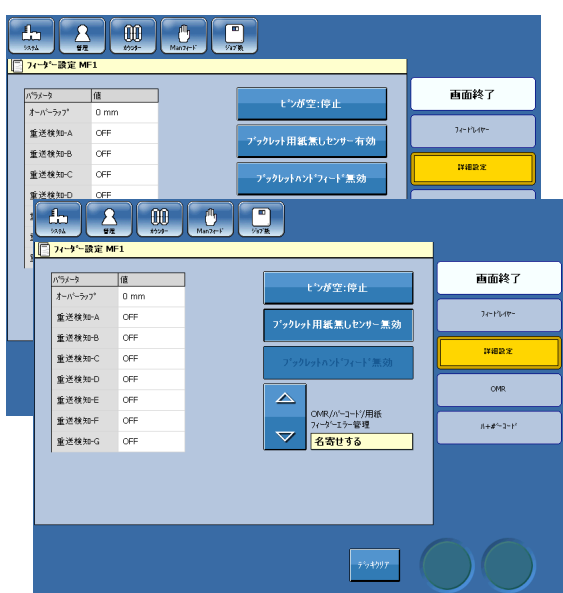 システム
管理
カウンター
Manフィード
ジョブ戻
フィーダー設定 MF1
パラメータ
値
オーバーラップ
0 mm
重送検知-A
OFF
重送検知-B
OFF
重送検知-C
OFF
重送検知-D
OFF
ビンが空:停止
ブックレット用紙無しセンサー有効
ブックレットハンドフィード無効
画面終了
フィードレイヤー
詳細設定
システム
管理
カウンター
Manフィード
ジョブ戻
フィーダー設定 MF1
パラメータ
値
オーバーラップ
0 mm
重送検知-A
OFF
重送検知-B
OFF
重送検知-C
OFF
重送検知-D
OFF
重送検知-E
OFF
重送検知-F
OFF
重送検知-G
OFF
ビンが空:停止
ブックレット用紙無しセンサー無効
ブックレットハンドフィード無効
OMR/バーコード/用紙
フィーダーエラー管理
名寄せする
画面終了
フィードレイヤー
詳細設定
OMR
デッキクリア